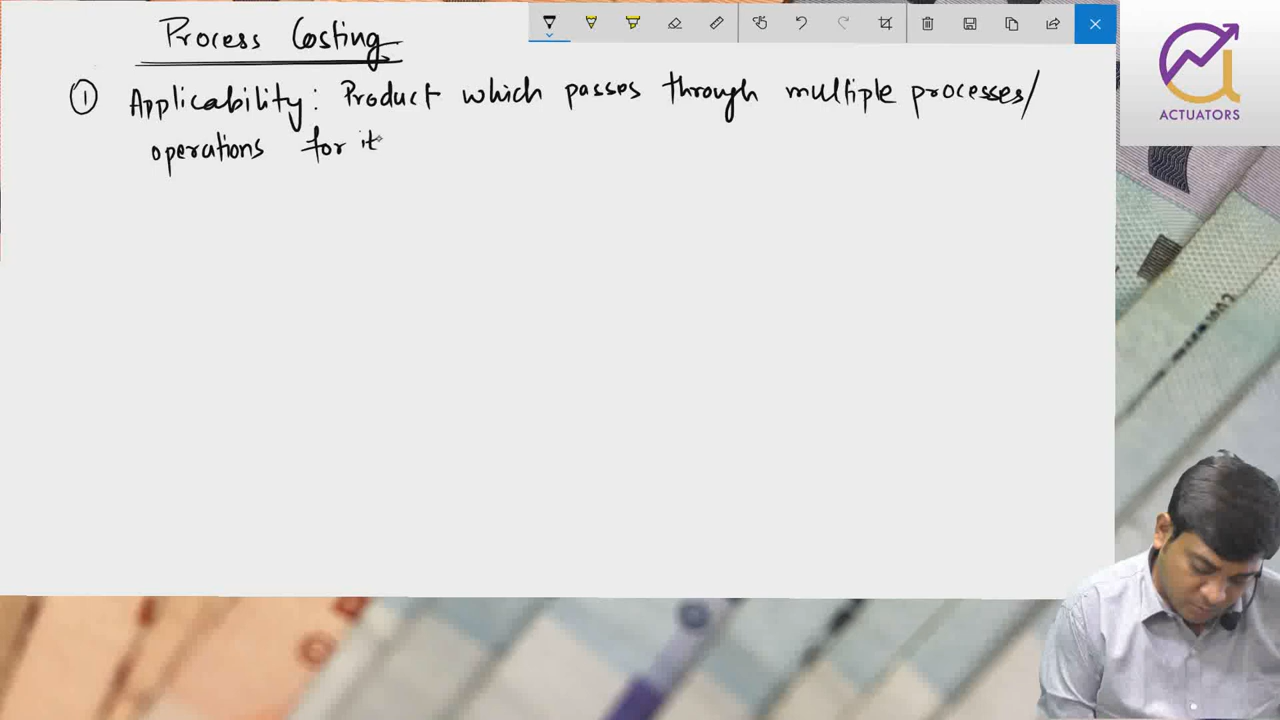 Process Costing
① Applicability: Product which passes through multiple processes/
operations for it
ACTUATORS